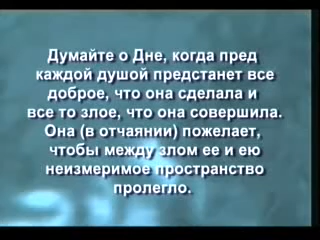 Думайте о Дне, когда пред
каждой душой предстанет все
доброе, что она сделала и
все то злое, что она совершила.
Она (в отчаянии) пожелает,
чтобы между злом ее и ею
неизмеримое пространство
пролегло.